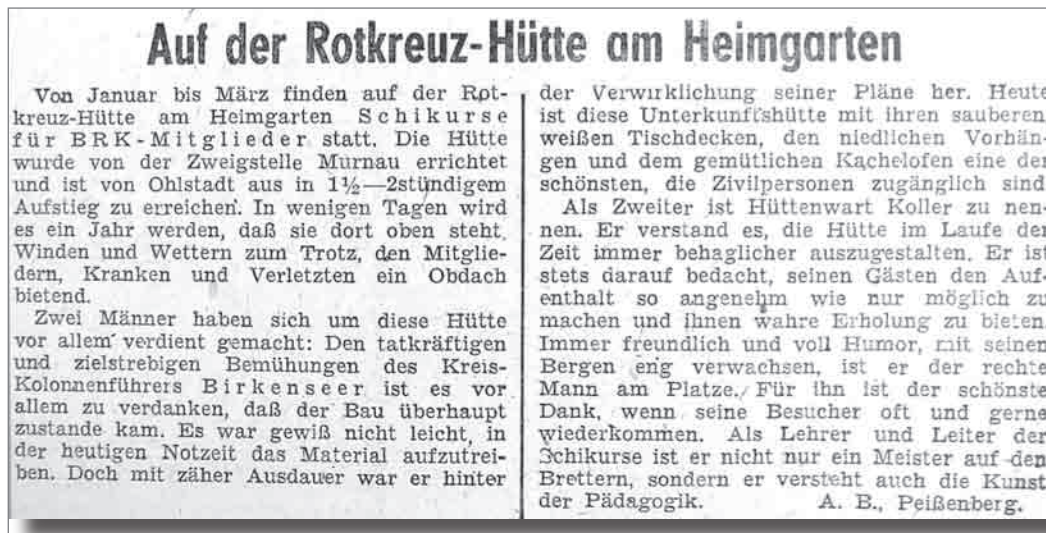 Auf der Rotkreuz-Hütte am Heimgarten
Von Januar bis März finden auf der Rot-
kreuz-Hütte am Heimgarten Schikurse
für BRK-Mitglieder statt. Die Hütte
wurde von der Zweigstelle Murnau errichtet
und ist von Ohlstadt aus in 1½—2stündigem
Aufstieg zu erreichen. In wenigen Tagen wird
es ein Jahr werden, daß sie dort oben steht,
Winden und Wettern zum Trotz, den Mitglie-
dern, Kranken und Verletzten ein Obdach
bietend.
Zwei Männer haben sich um diese Hütte
vor allem verdient gemacht: Den tatkräftigen
und zielstrebigen Bemühungen des Kreis-
Kolonnenführers Birkenseer ist es vor
allem zu verdanken, daß der Bau überhaupt
zustande kam. Es war gewiß nicht leicht, in
der heutigen Notzeit das Material aufzutrei-
ben. Doch mit zäher Ausdauer war er hinter
der Verwirklichung seiner Pläne her. Heute
ist diese Unterkunftshütte mit ihren sauberen,
weißen Tischdecken, den niedlichen Vorhän-
gen und dem gemütlichen Kachelofen eine der
schönsten, die Zivilpersonen zugänglich sind.
Als Zweiter ist Hüttenwart Koller zu nen-
nen. Er verstand es, die Hütte im Laufe der
Zeit immer behaglicher auszugestalten. Er ist
stets darauf bedacht, seinen Gästen den Auf-
enthalt so angenehm wie nur möglich zu
machen und ihnen wahre Erholung zu bieten.
Immer freundlich und voll Humor, mit seinen
Bergen eng verwachsen, ist er der rechte
Mann am Platze. Für ihn ist der schönste
Dank, wenn seine Besucher oft und gerne
wiederkommen. Als Lehrer und Leiter der
Schikurse ist er nicht nur ein Meister auf den
Brettern, sondern er versteht auch die Kunst
der Pädagogik. A. B., Peißenberg.